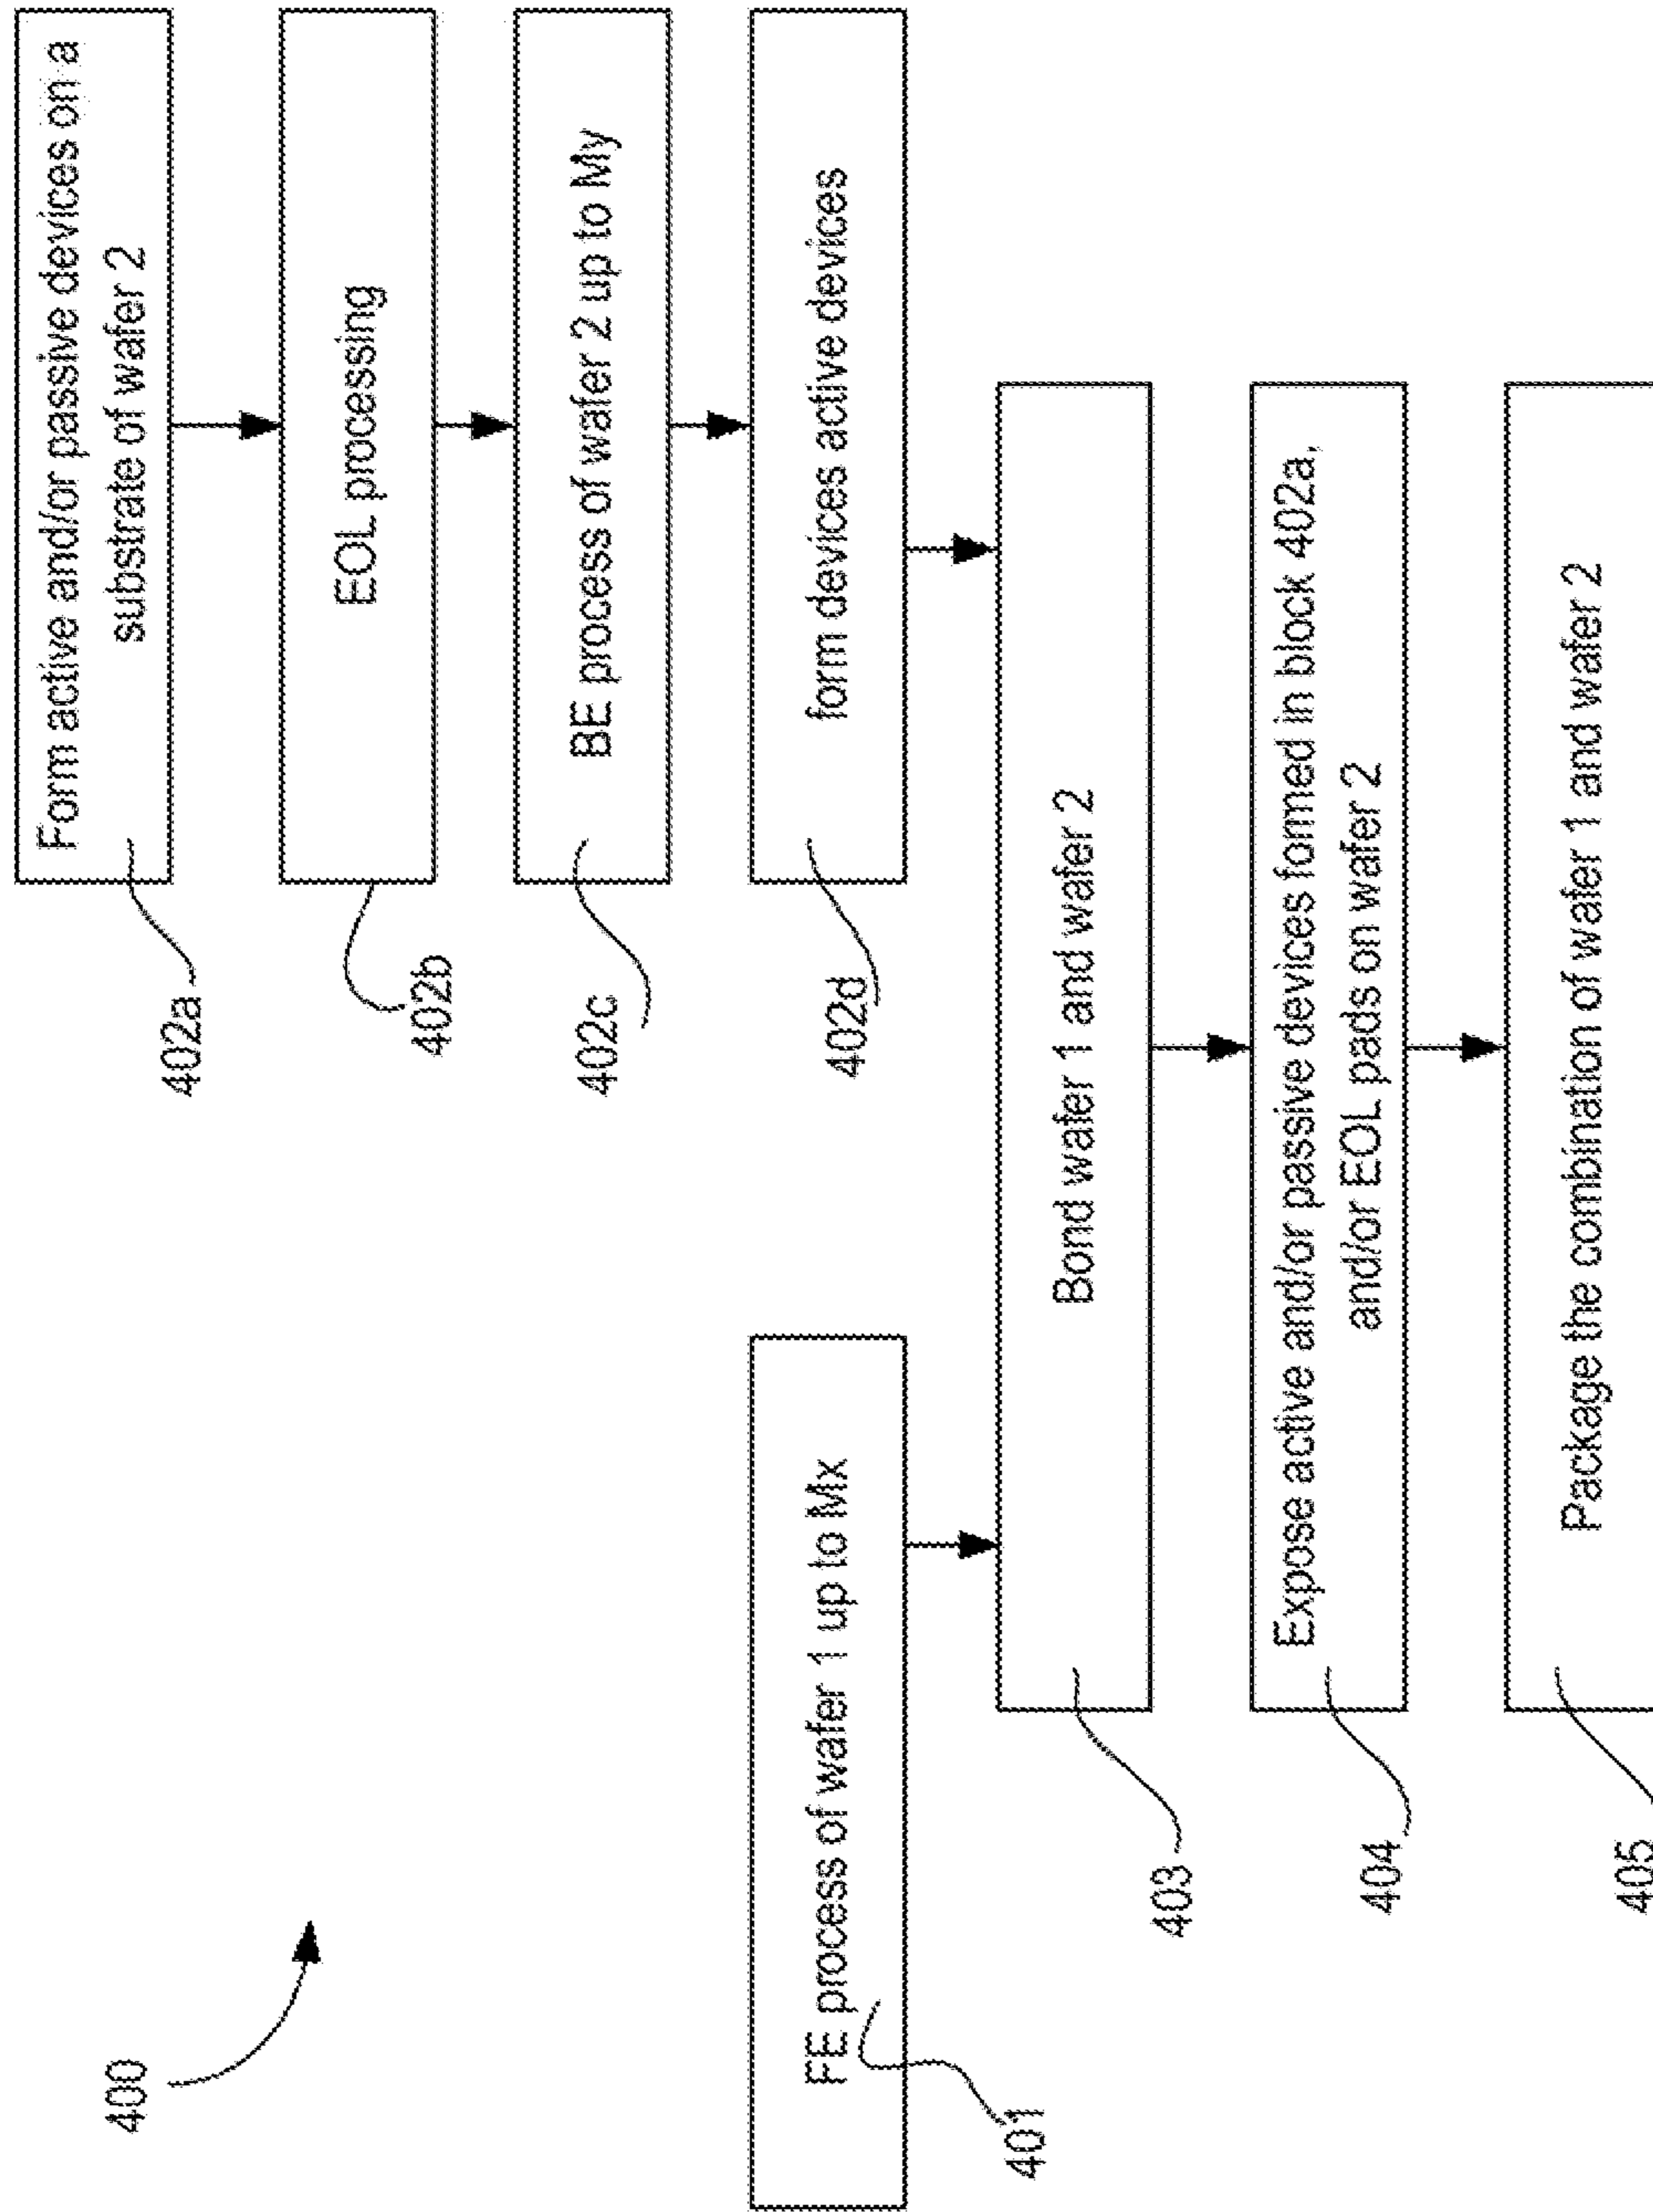 400
Form active and/or passive devices on a
substrate of wafer 2
402a
EOL processing
402b
BE process of wafer 2 up to My
402c
FE process of wafer 1 up to Mx
401
form devices active devices
402d
Bond wafer 1 and wafer 2
403
Expose active and/or passive devices formed in block 402a,
and/or EOL pads on wafer 2
404
Package the combination of wafer 1 and wafer 2
405